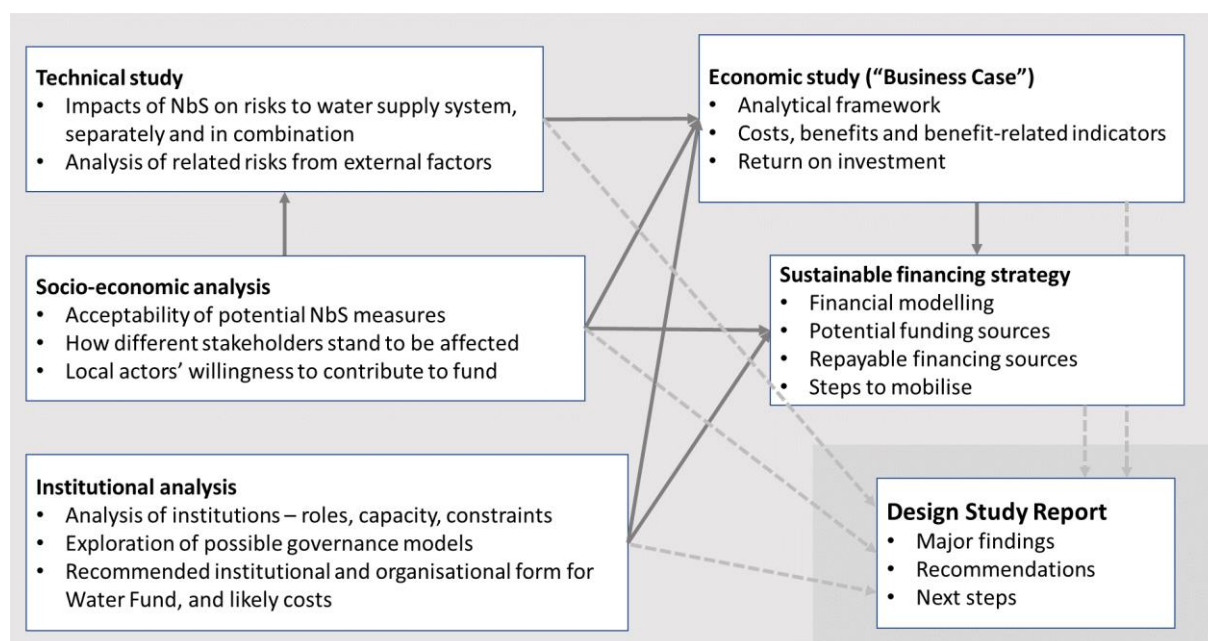 Technical study
• Impacts of NbS on risks to water supply system,
separately and in combination
• Analysis of related risks from external factors
Economic study (“Business Case”)
• Analytical framework
• Costs, benefits and benefit-related indicators
• Return on investment
Socio-economic analysis
• Acceptability of potential NbS measures
• How different stakeholders stand to be affected
• Local actors’ willingness to contribute to fund
Sustainable financing strategy
• Financial modelling
• Potential funding sources
• Repayable financing sources
• Steps to mobilise
Institutional analysis
• Analysis of institutions – roles, capacity, constraints
• Exploration of possible governance models
• Recommended institutional and organisational form for
Water Fund, and likely costs
Design Study Report
• Major findings
• Recommendations
• Next steps